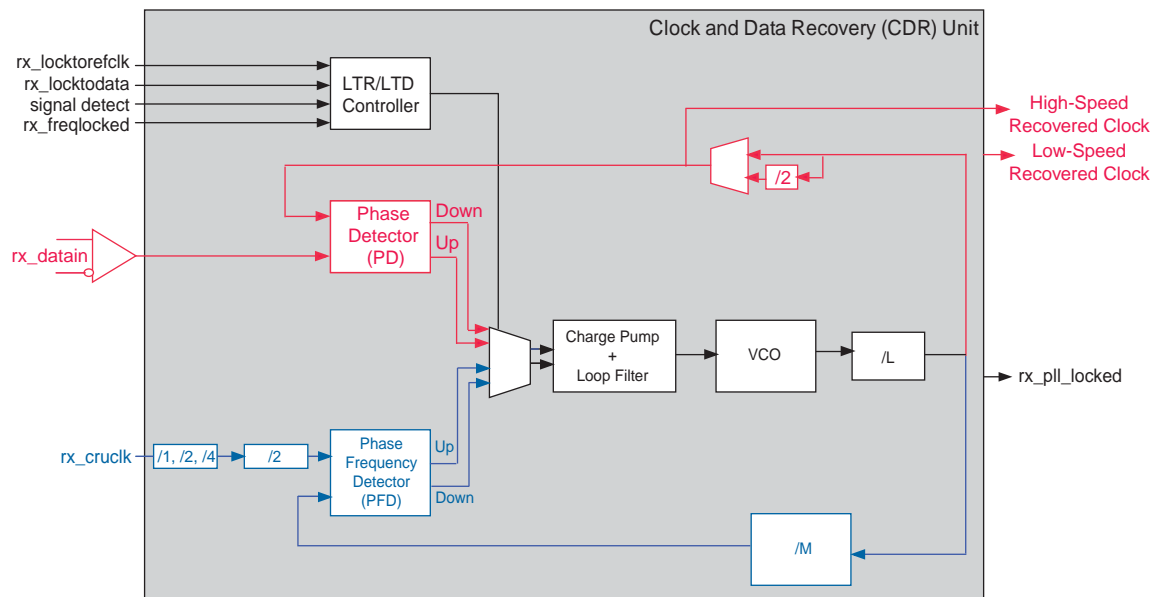 Clock and Data Recovery (CDR) Unit
rx_locktorefclk
rx_locktodata
signal detect
rx_freqlocked
LTR/LTD
Controller
High-Speed
Recovered Clock
Low-Speed
Recovered Clock
/2
rx_datain
Phase
Detector
(PD)
Down
Up
Charge Pump
+
Loop Filter
VCO
/L
rx_pll_locked
rx_cruclk
/1, /2, /4
/2
Phase
Frequency
Detector
(PFD)
Up
Down
/M